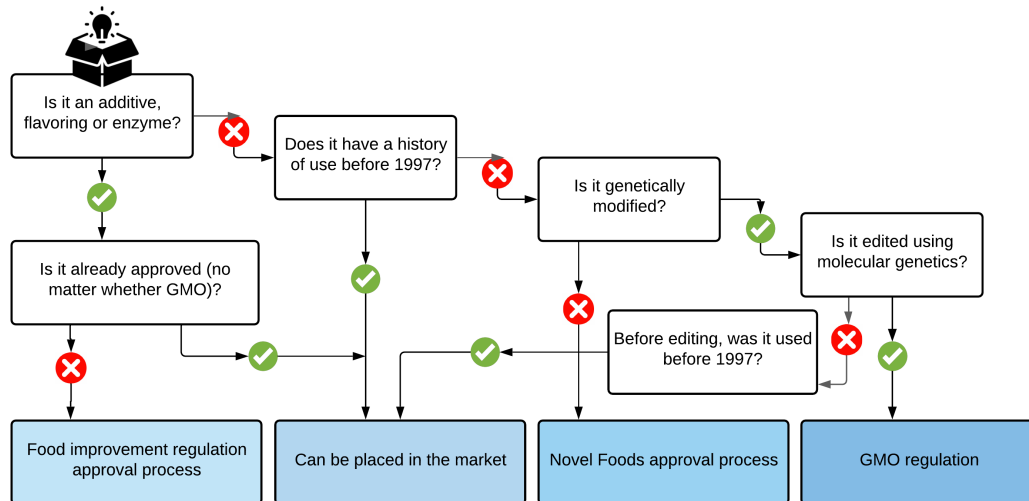 Is it an additive,
flavoring or enzyme?
Does it have a history
of use before 1997?
Is it genetically
modified?
Is it edited using
molecular genetics?
Is it already approved (no
matter whether GMO)?
Before editing, was it used
before 1997?
Food improvement regulation
approval process
Can be placed in the market
Novel Foods approval process
GMO regulation